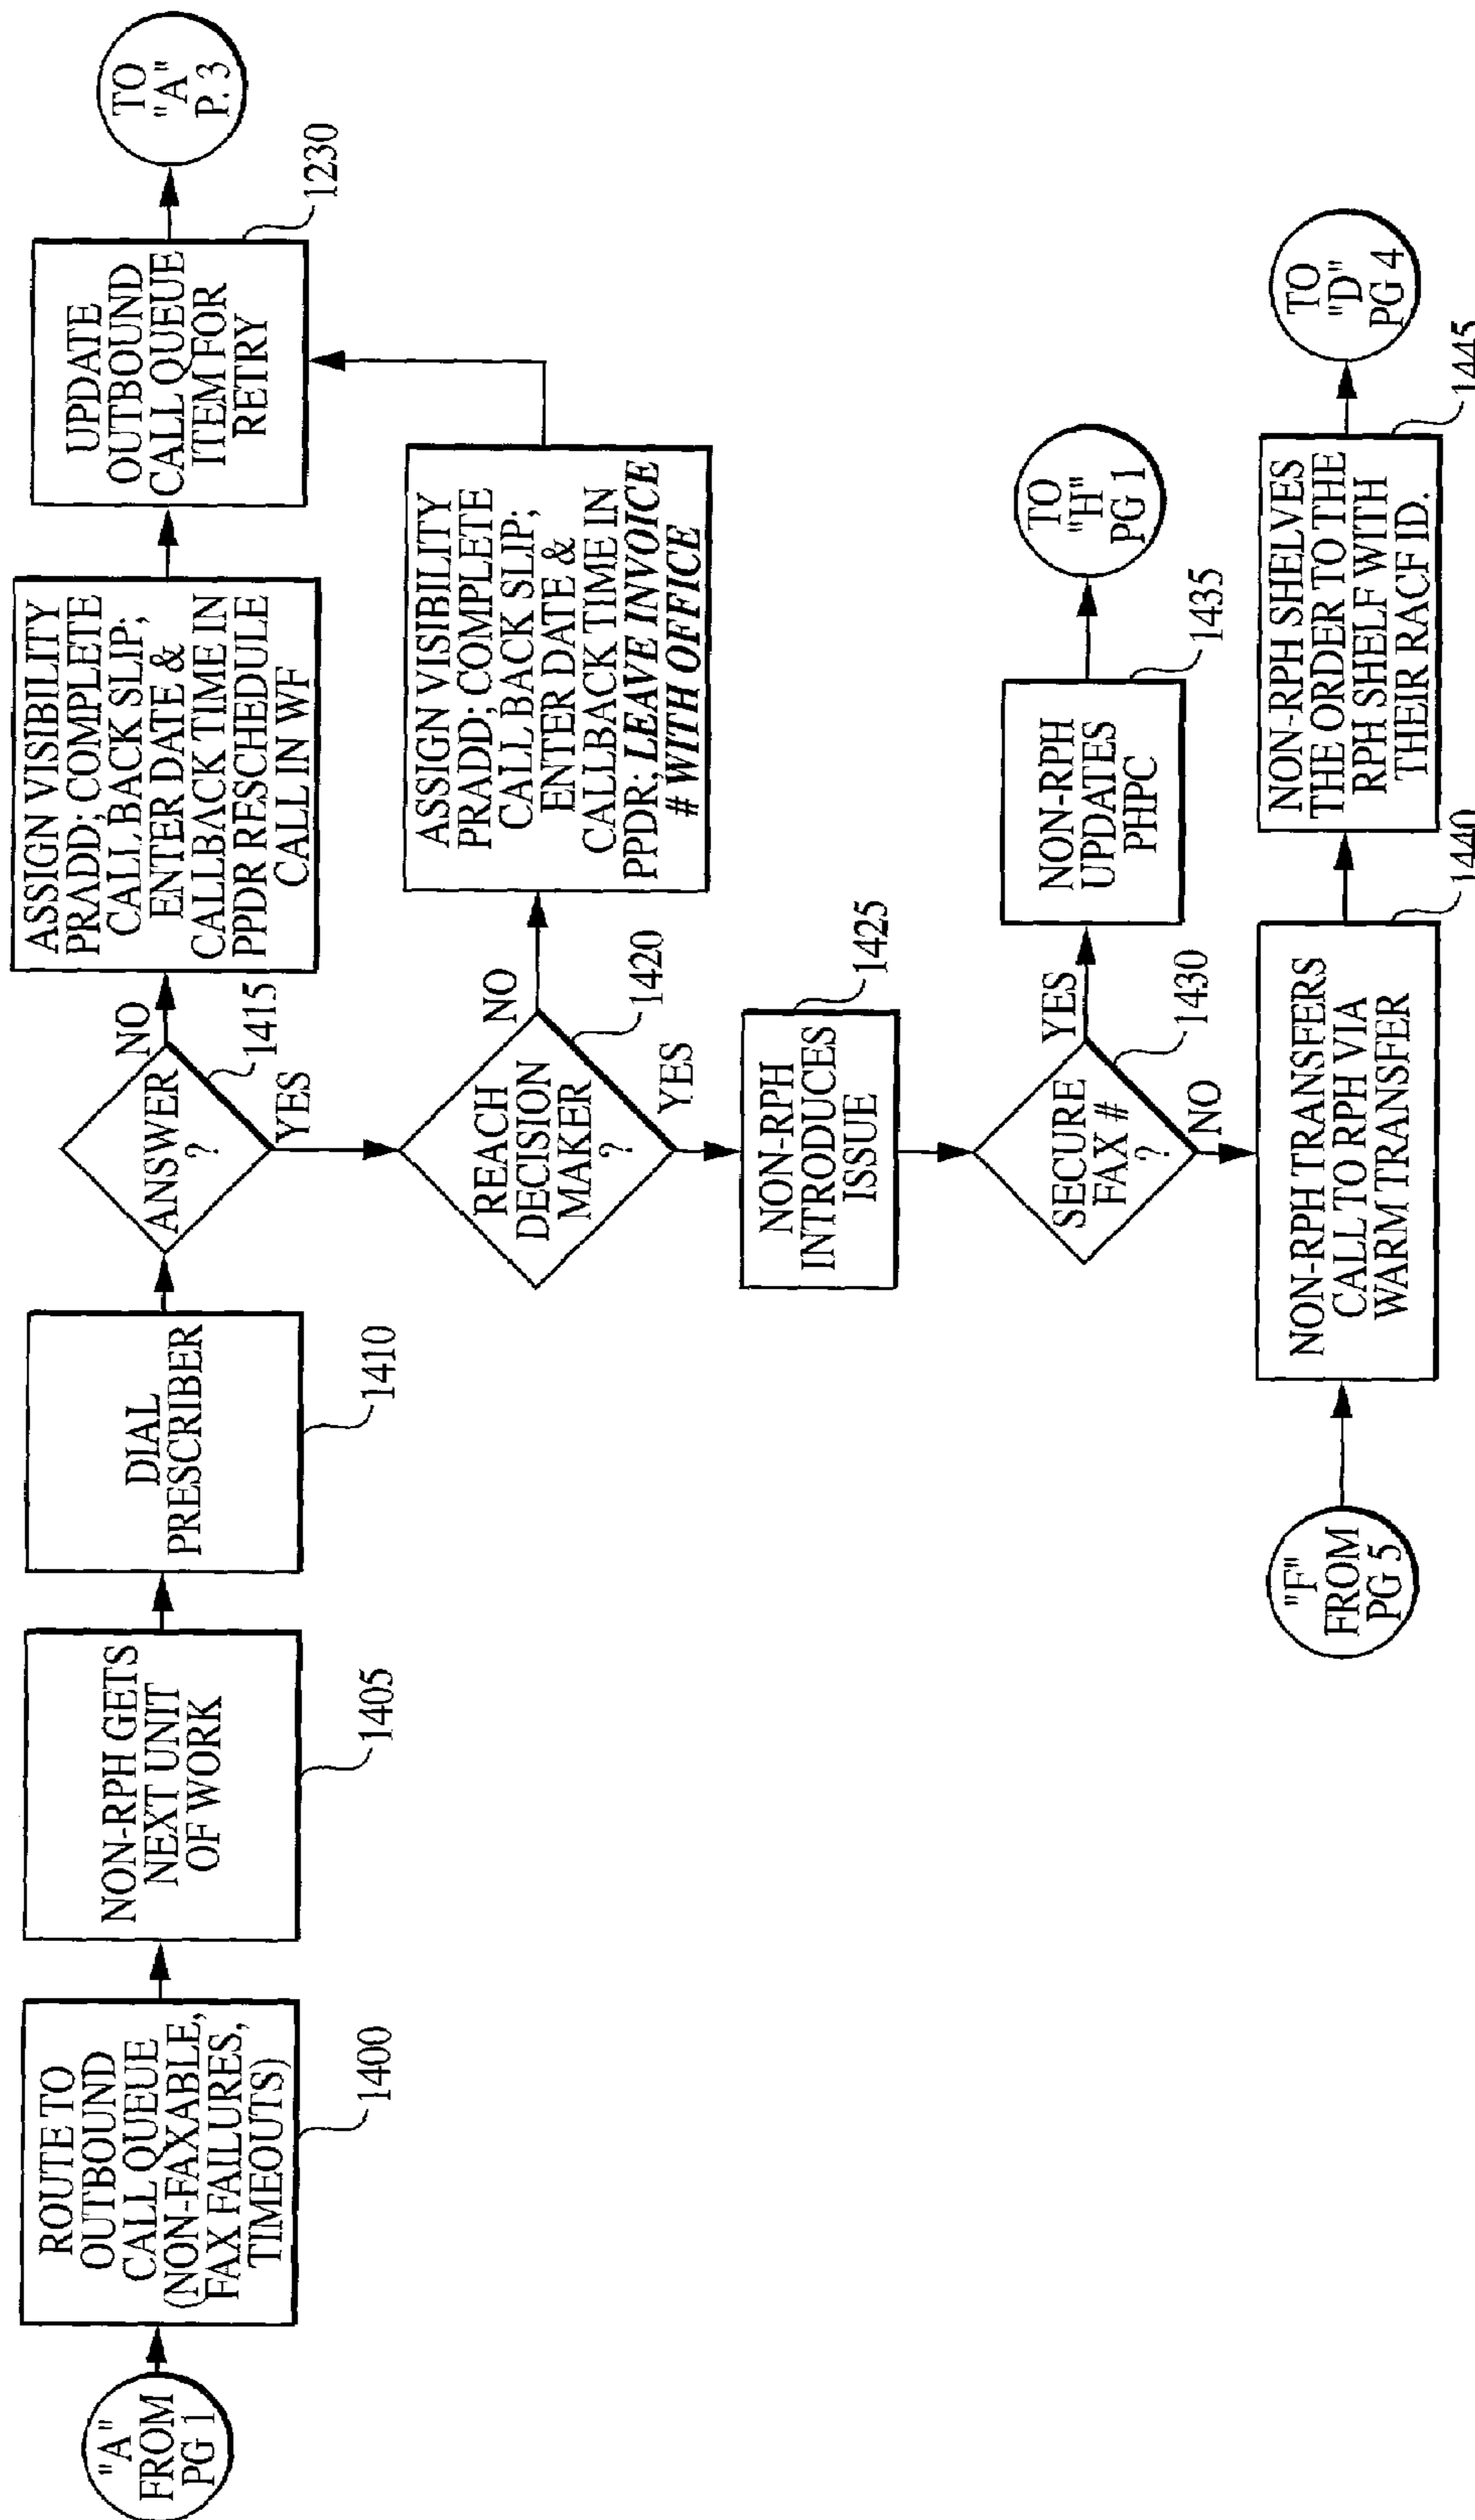 "A"
FROM
PG 1
ROUTE TO
OUTBOUND
CALL QUEUE
(NON-FAXABLE,
FAX FAILURES,
TIMEOUTS)
1400
NON-RPH GETS
NEXT UNIT
OF WORK
1405
DIAL
PRESCRIBER
1410
ANSWER
?
1415
NO
YES
ASSIGN VISIBILITY
PRADD; COMPLETE
CALL BACK SLIP;
ENTER DATE &
CALLBACK TIME IN
PPDR RESCHEDULE
CALL IN WF
UPDATE
OUTBOUND
CALL QUEUE
ITEM FOR
RETRY
1230
TO
"A"
P. 3
REACH
DECISION
MAKER
?
1420
NO
YES
ASSIGN VISIBILITY
PRADD; COMPLETE
CALL BACK SLIP;
ENTER DATE &
CALLBACK TIME IN
PPDR; LEAVE INVOICE
# WITH OFFICE
NON-RPH
INTRODUCES
ISSUE
1425
SECURE
FAX #
?
1430
YES
NO
NON-RPH
UPDATES
PHPC
1435
TO
"H"
PG 1
"F"
FROM
PG 5
NON-RPH TRANSFERS
CALL TO RPH VIA
WARM TRANSFER
1440
NON-RPH SHELVES
THE ORDER TO THE
RPH SHELF WITH
THEIR RACF ID.
1445
TO
"D"
PG 4